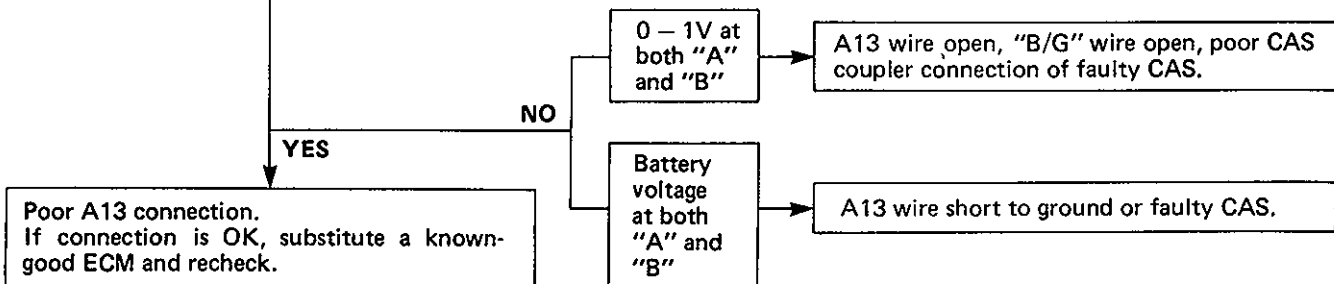 0 – 1V at
both "A"
and "B"
A13 wire open, "B/G" wire open, poor CAS
coupler connection of faulty CAS.
NO
YES
Battery
voltage
at both
"A" and
"B"
A13 wire short to ground or faulty CAS.
Poor A13 connection.
If connection is OK, substitute a known-
good ECM and recheck.